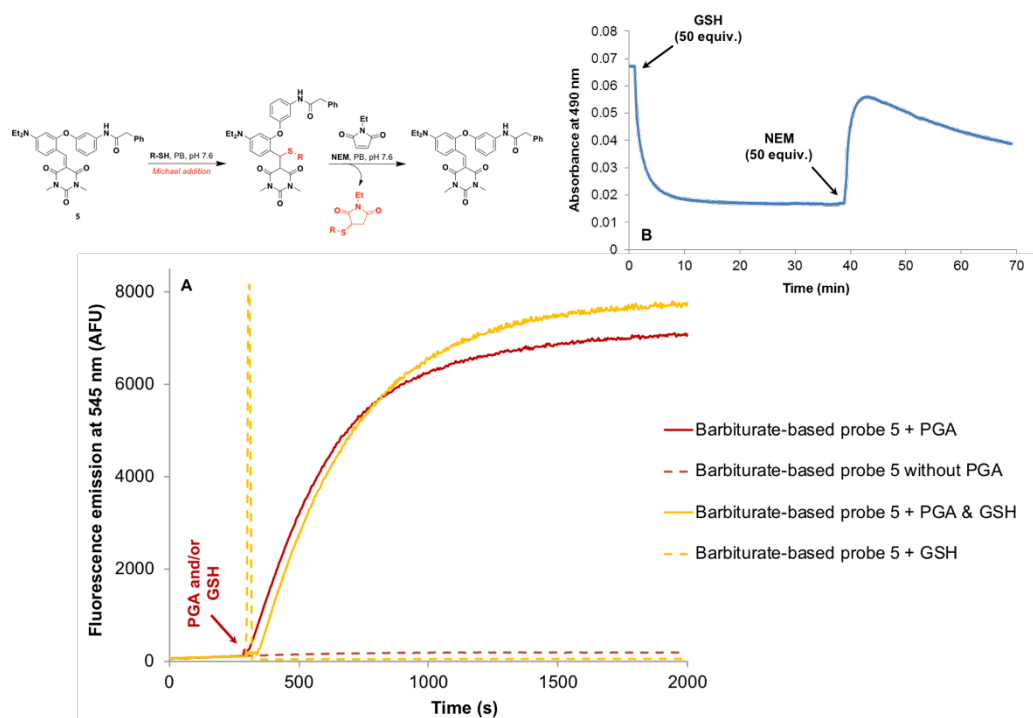 Et2N
O
H
N
O
Ph
O
O
N
N
O
5
R-SH, PB, pH 7.6
Michael addition
H
N
O
Ph
Et2N
O
S
R
O
O
N
N
O
Et
N
O
O
NEM, PB, pH 7.6
Et
N
O
O
R
S
Et2N
O
H
N
O
Ph
O
O
N
N
O
0.08
0.07
0.06
0.05
0.04
0.03
0.02
0.01
0
Absorbance at 490 nm
GSH
(50 equiv.)
NEM
(50 equiv.)
B
0 10 20 30 40 50 60 70
Time (min)
A
8000
6000
4000
2000
0
Fluorescence emission at 545 nm (AFU)
PGA and/or
GSH
0 500 1000 1500 2000
Time (s)
Barbiturate-based probe 5 + PGA
Barbiturate-based probe 5 without PGA
Barbiturate-based probe 5 + PGA & GSH
Barbiturate-based probe 5 + GSH